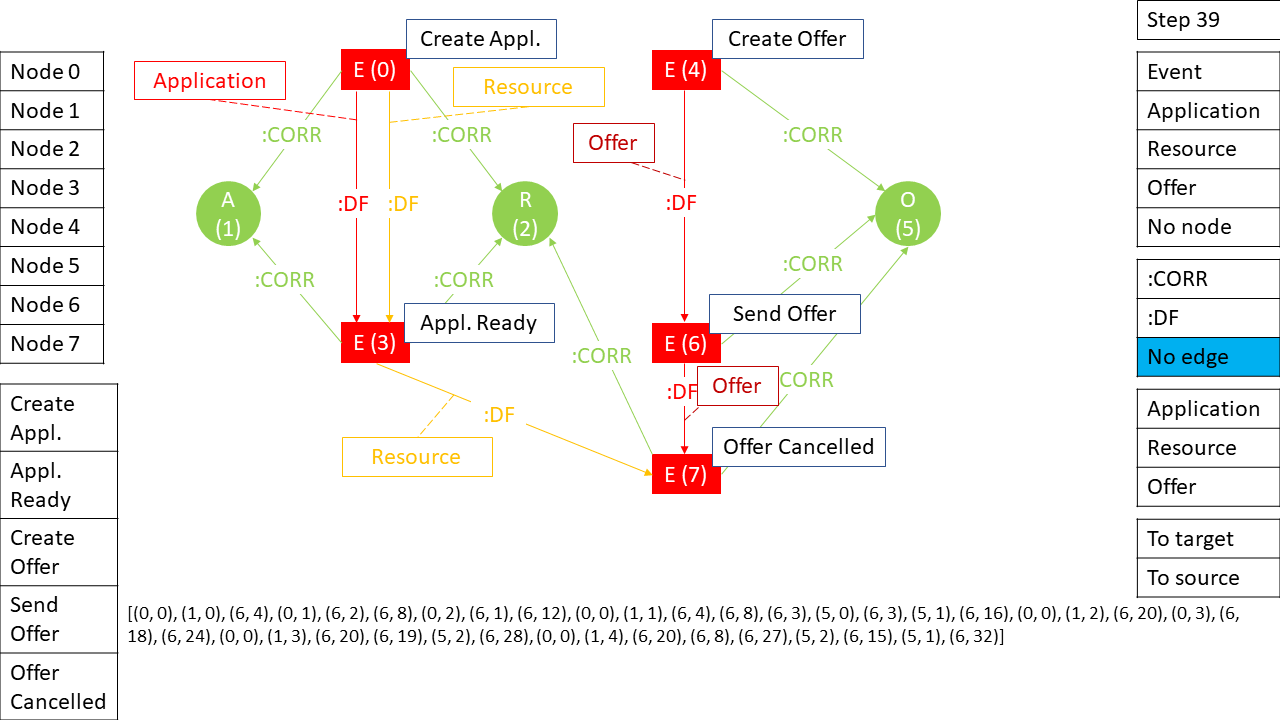 Step 39
Node 0
Node 1
Node 2
Node 3
Node 4
Node 5
Node 6
Node 7
Create
Appl.
Appl.
Ready
Create
Offer
Send
Offer
Offer
Cancelled
Create Appl.
E (0)
Application
Resource
:CORR
:CORR
A
(1)
:DF
:DF
R
(2)
:CORR
:CORR
Appl. Ready
E (3)
:DF
Resource
Create Offer
E (4)
Offer
:CORR
:DF
O
(5)
:CORR
Send Offer
E (6)
:CORR
:DF
Offer
CORR
Offer Cancelled
E (7)
Event
Application
Resource
Offer
No node
:CORR
:DF
No edge
Application
Resource
Offer
To target
To source
[(0, 0), (1, 0), (6, 4), (0, 1), (6, 2), (6, 8), (0, 2), (6, 1), (6, 12), (0, 0), (1, 1), (6, 4), (6, 8), (6, 3), (5, 0), (6, 3), (5, 1), (6, 16), (0, 0), (1, 2), (6, 20), (0, 3), (6,
18), (6, 24), (0, 0), (1, 3), (6, 20), (6, 19), (5, 2), (6, 28), (0, 0), (1, 4), (6, 20), (6, 8), (6, 27), (5, 2), (6, 15), (5, 1), (6, 32)]